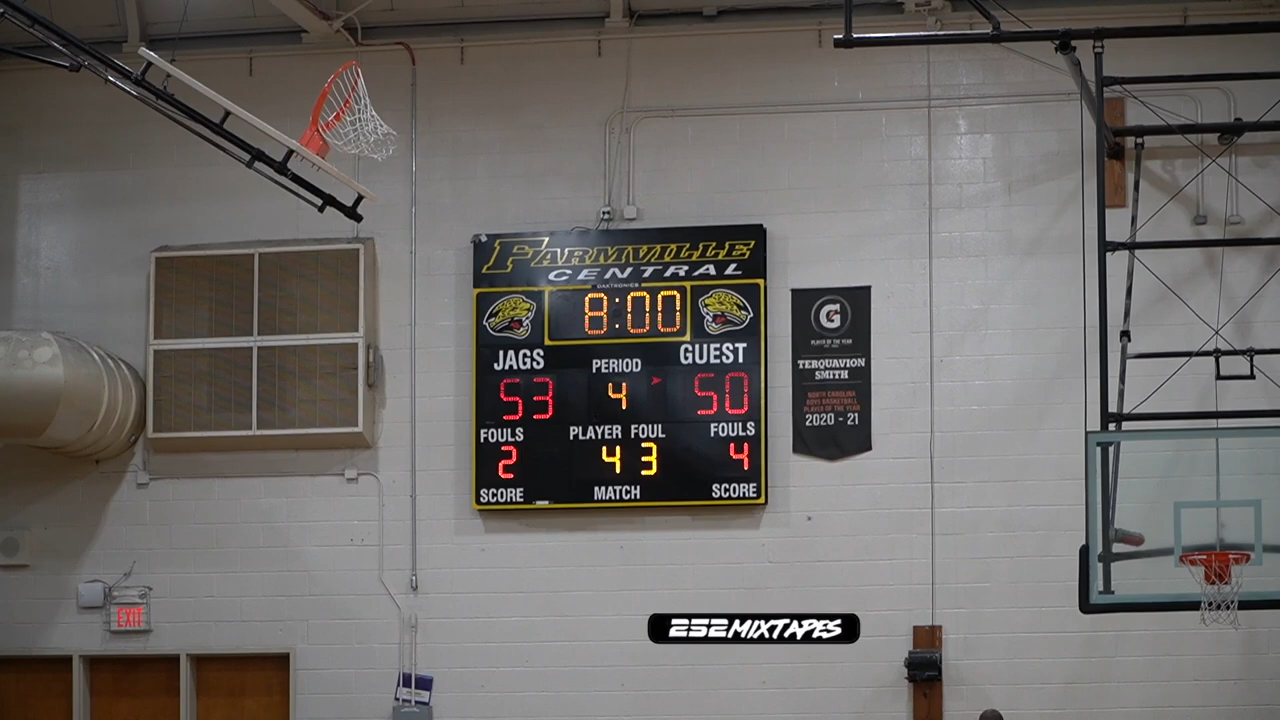 FARMVILLE
CENTRAL
DAKTRONICS
8:00
JAGS
GUEST
PERIOD
53
4
50
FOULS
PLAYER FOUL
FOULS
2
4 3
4
SCORE
MATCH
SCORE
G
PLAYER OF THE YEAR
TERQUAVION
SMITH
NORTH CAROLINA
BOYS BASKETBALL
PLAYER OF THE YEAR
2020 - 21
EXIT
252MIXTAPES